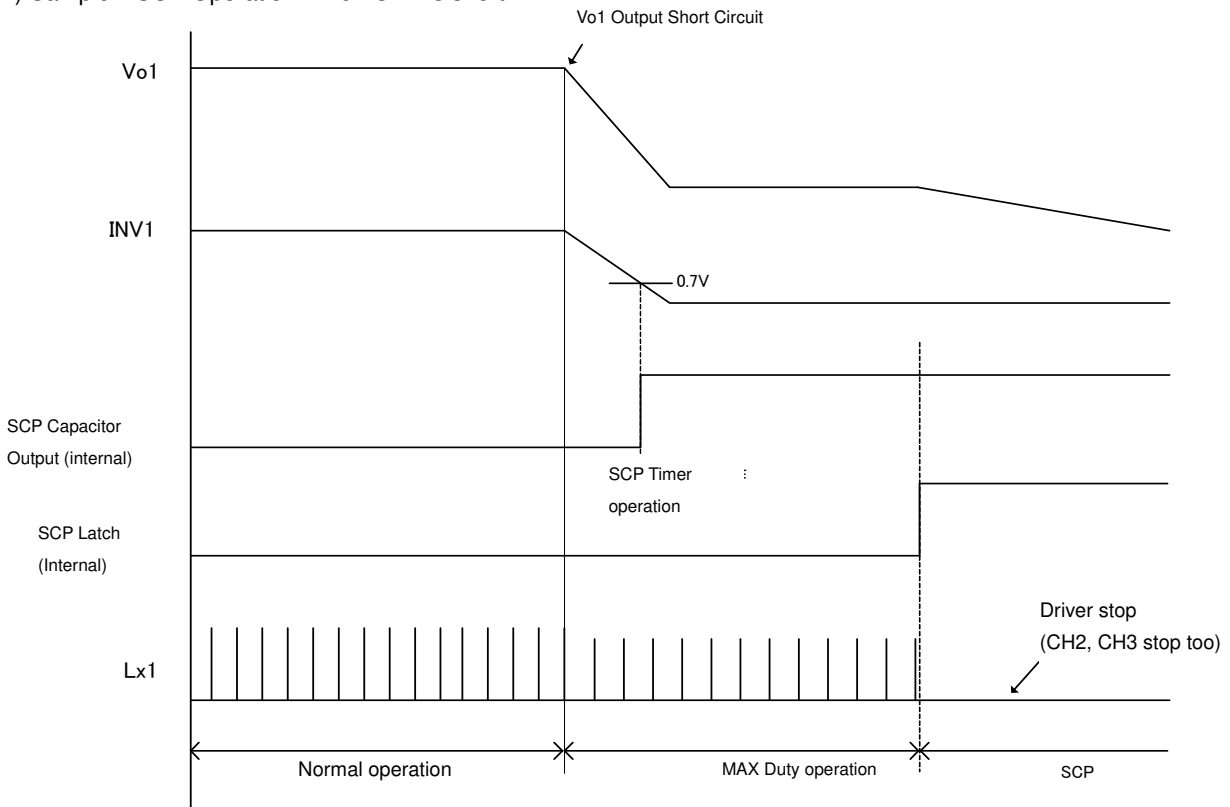 Vo1 Output Short Circuit
Vo1
INV1
0.7V
SCP Capacitor
Output (internal)
SCP Timer
operation
SCP Latch
(Internal)
Driver stop
(CH2, CH3 stop too)
Lx1
Normal operation
MAX Duty operation
SCP